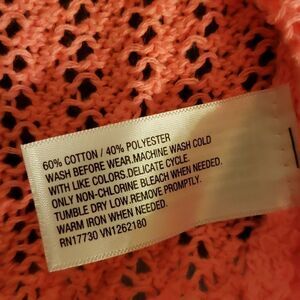 60% COTTON / 40% POLYESTER
WASH BEFORE WEAR.MACHINE WASH COLD
WITH LIKE COLORS.DELICATE CYCLE.
ONLY NON-CHLORINE BLEACH WHEN NEEDED.
TUMBLE DRY LOW.REMOVE PROMPTLY.
WARM IRON WHEN NEEDED.
RN17730 VN1262180